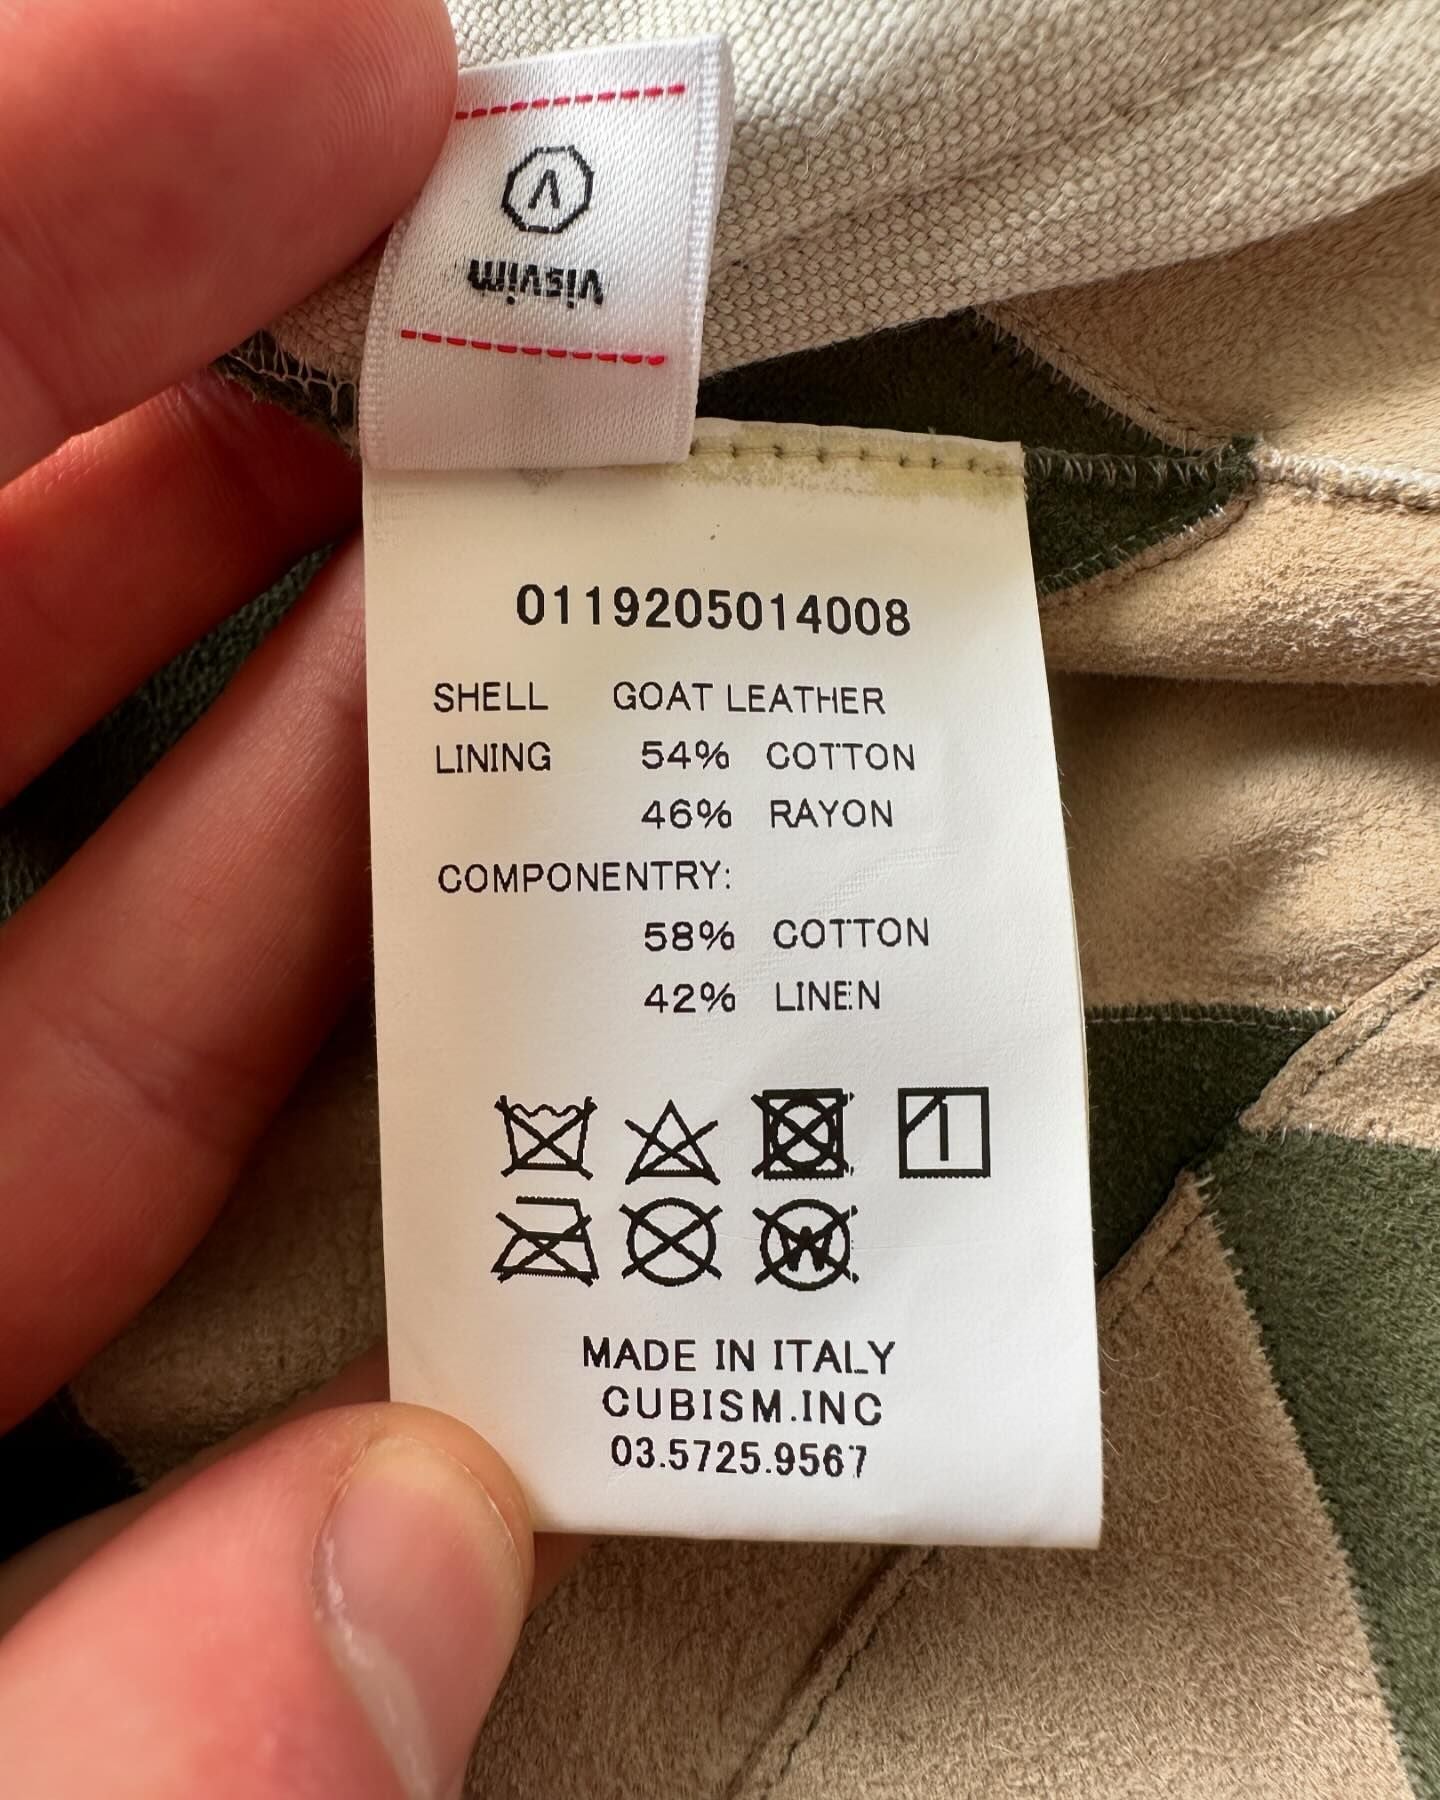 visvim
0119205014008
SHELL GOAT LEATHER
LINING 54% COTTON
46% RAYON
COMPONENTRY:
58% COTTON
42% LINEN
W
MADE IN ITALY
CUBISM.INC
03.5725.9567